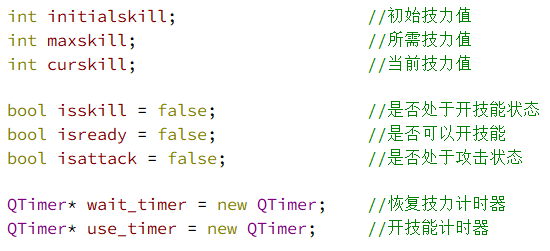 int initialskill;                //初始技力值
int maxskill;                    //所需技力值
int curskill;                    //当前技力值
bool isskill = false;            //是否处于开技能状态
bool isready = false;            //是否可以开技能
bool isattack = false;           //是否处于攻击状态
QTimer* wait_timer = new QTimer;    //恢复技力计时器
QTimer* use_timer = new QTimer;     //开技能计时器